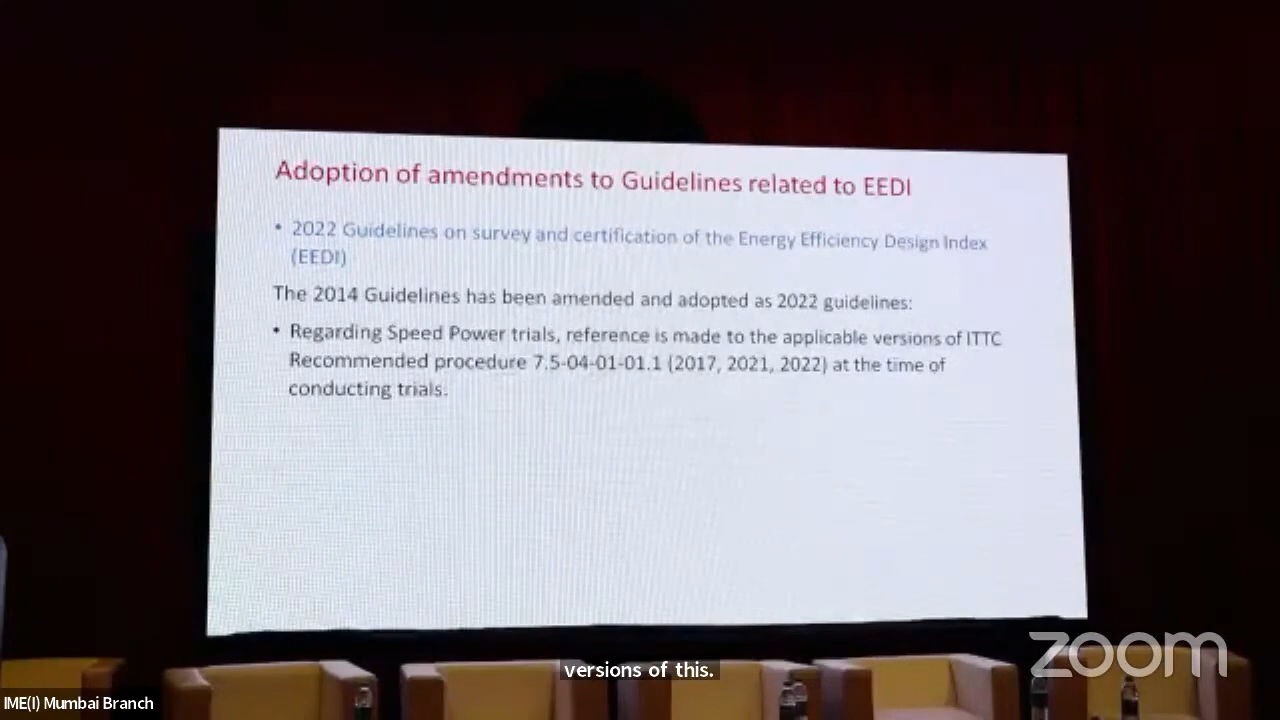 Adoption of amendments to Guidelines related to EEDI
• 2022 Guidelines on survey and certification of the Energy Efficiency Design Index
(EEDI)
The 2014 Guidelines has been amended and adopted as 2022 guidelines:
• Regarding Speed Power trials, reference is made to the applicable versions of ITTC
Recommended procedure 7.5-04-01-01.1 (2017, 2021, 2022) at the time of
conducting trials.
zoom
versions of this.
IME(I) Mumbai Branch